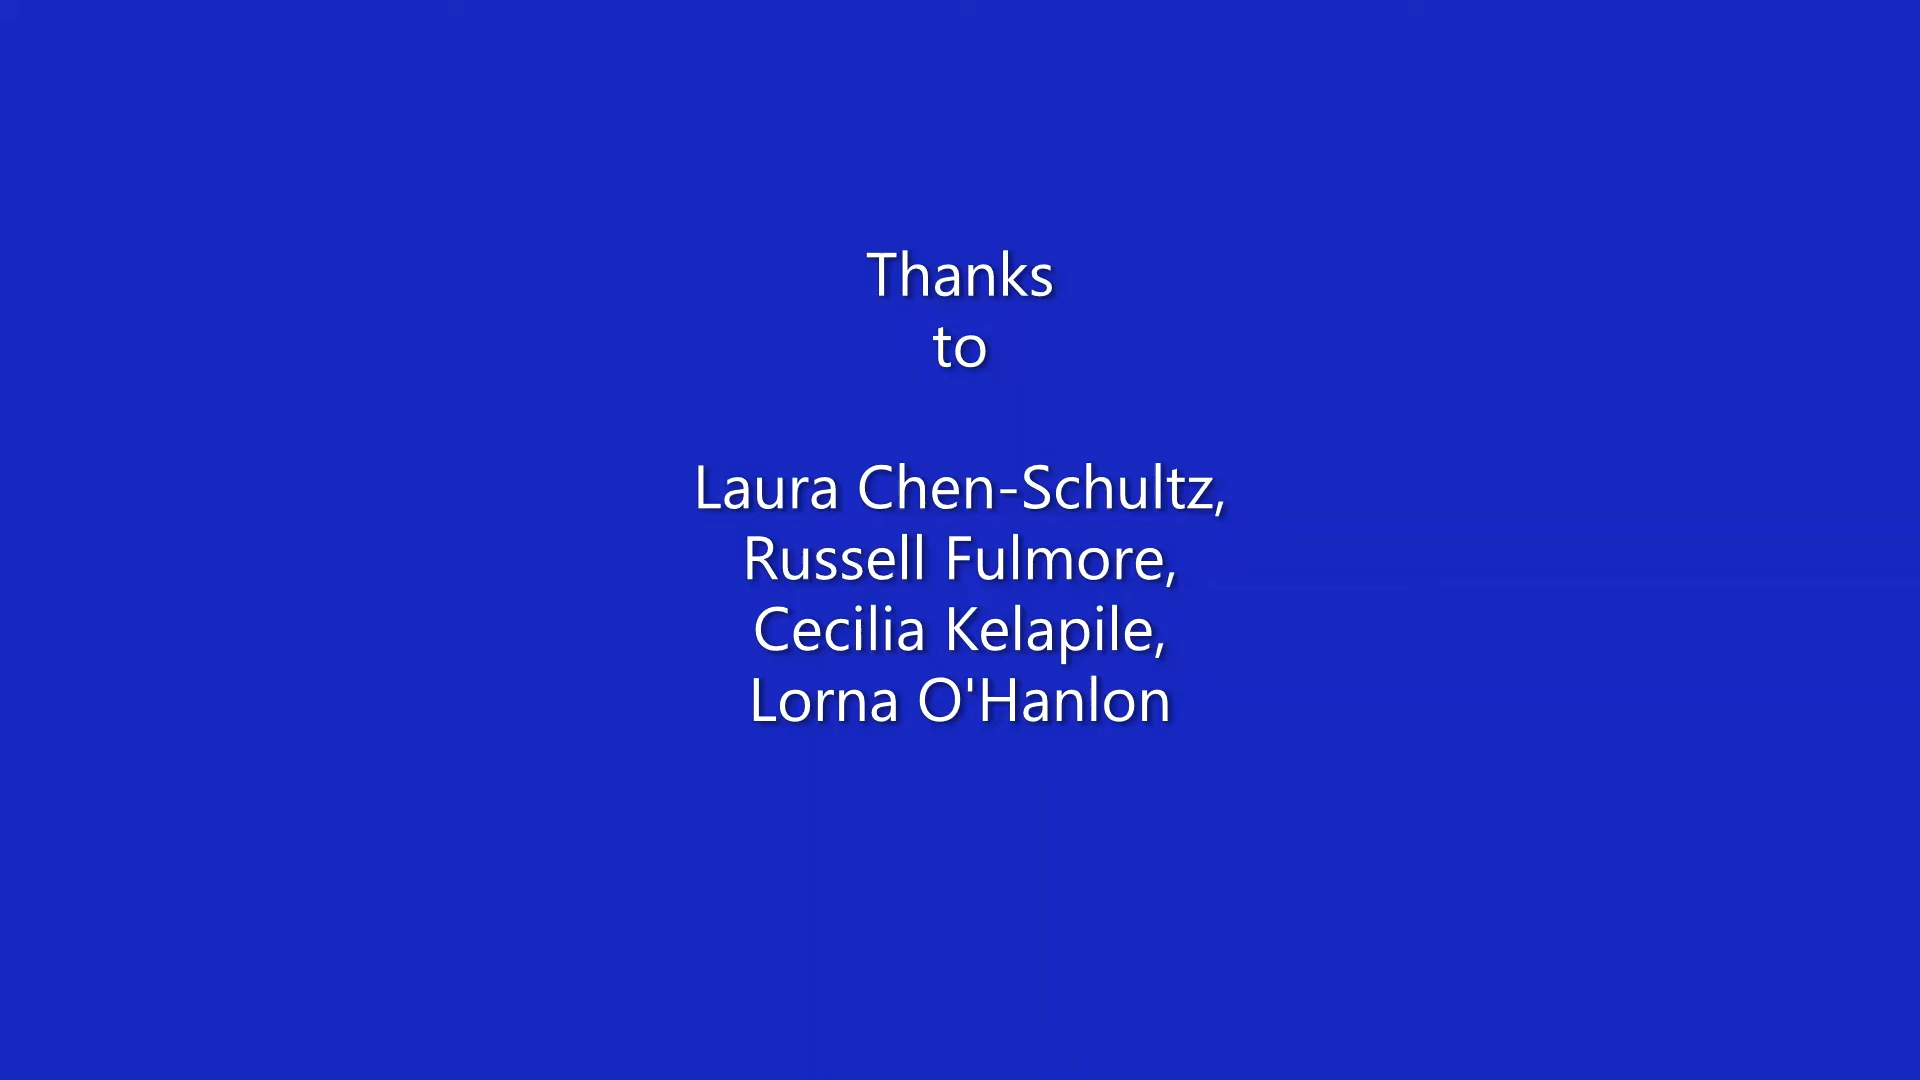 Thanks
to
Laura Chen-Schultz,
Russell Fulmore,
Cecilia Kelapile,
Lorna O'Hanlon